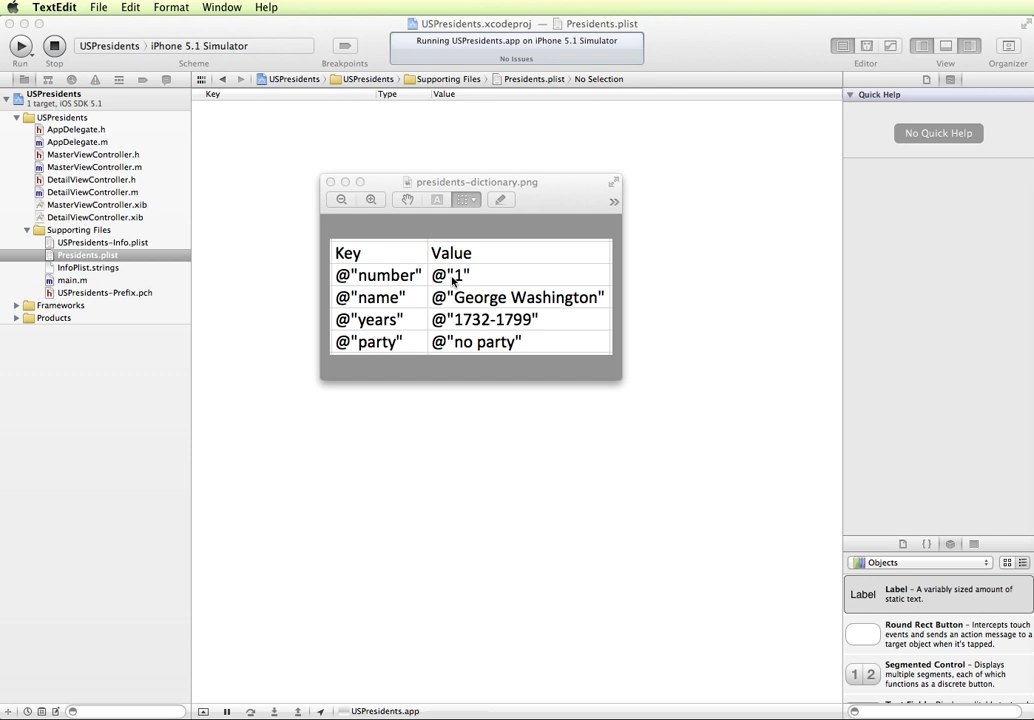 TextEdit File Edit Format Window Help
USPresidents.xcodeproj — Presidents.plist
USPresidents 〉 iPhone 5.1 Simulator
Running USPresidents.app on iPhone 5.1 Simulator
No Issues
Run Stop Scheme Breakpoints Editor View Organizer
USPresidents 〉 USPresidents 〉 Supporting Files 〉 Presidents.plist 〉 No Selection
USPresidents
1 target, iOS SDK 5.1
USPresidents
AppDelegate.h
AppDelegate.m
MasterViewController.h
MasterViewController.m
DetailViewController.h
DetailViewController.m
MasterViewController.xib
DetailViewController.xib
Supporting Files
USPresidents-Info.plist
Presidents.plist
InfoPlist.strings
main.m
USPresidents-Prefix.pch
Frameworks
Products
Key Type Value
presidents-dictionary.png
Key Value
@"number" @"1"
@"name" @"George Washington"
@"years" @"1732-1799"
@"party" @"no party"
Quick Help
No Quick Help
Objects
Label
Label – A variably sized amount of
static text.
Round Rect Button – Intercepts touch
events and sends an action message to a
target object when it's tapped.
1 2
Segmented Control – Displays
multiple segments, each of which
functions as a discrete button.
USPresidents.app